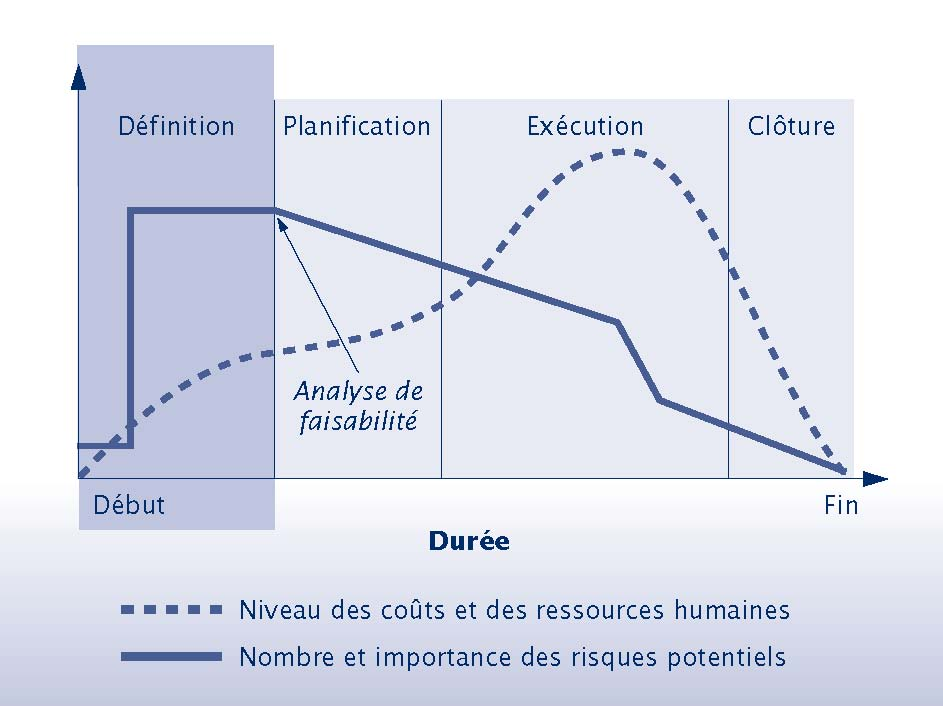 Définition
Planification
Exécution
Clôture
Analyse de
faisabilité
Début
Fin
Durée
Niveau des coûts et des ressources humaines
Nombre et importance des risques potentiels